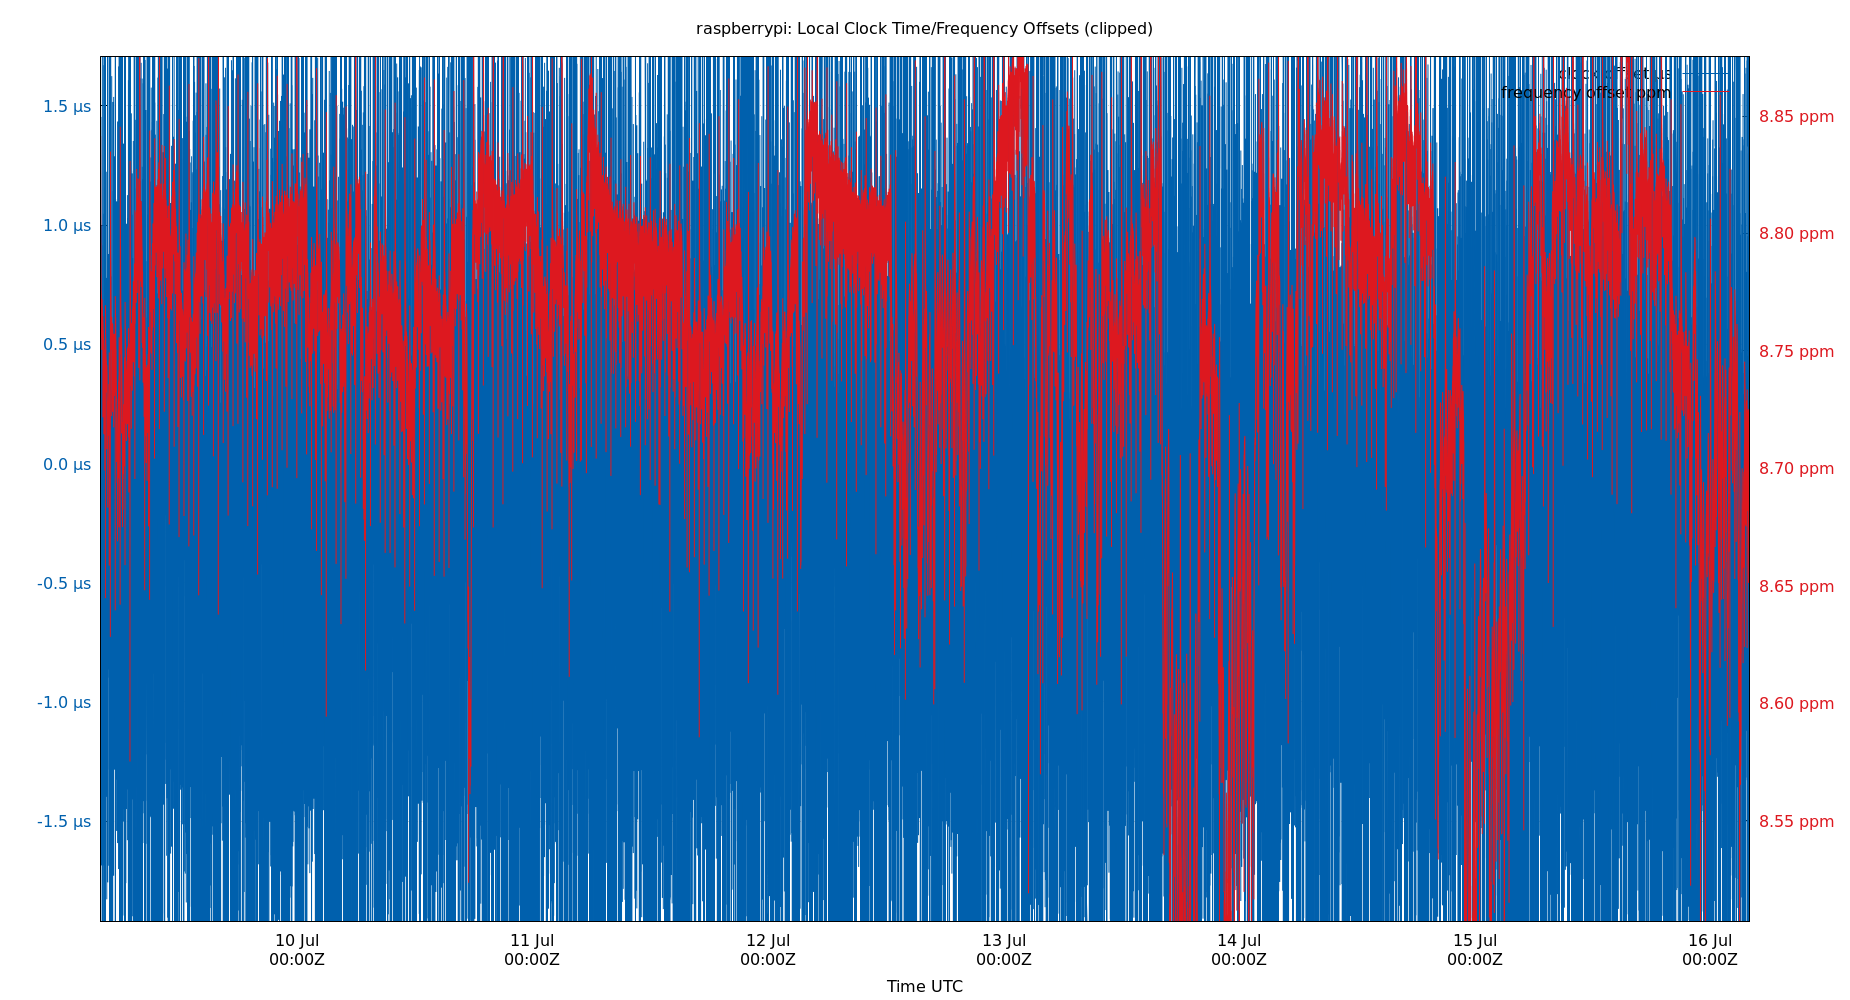 raspberrypi: Local Clock Time/Frequency Offsets (clipped)
clock offset µs
frequency offset ppm
1.5 µs
1.0 µs
0.5 µs
0.0 µs
-0.5 µs
-1.0 µs
-1.5 µs
8.85 ppm
8.80 ppm
8.75 ppm
8.70 ppm
8.65 ppm
8.60 ppm
8.55 ppm
10 Jul
00:00Z
11 Jul
00:00Z
12 Jul
00:00Z
13 Jul
00:00Z
14 Jul
00:00Z
15 Jul
00:00Z
16 Jul
00:00Z
Time UTC